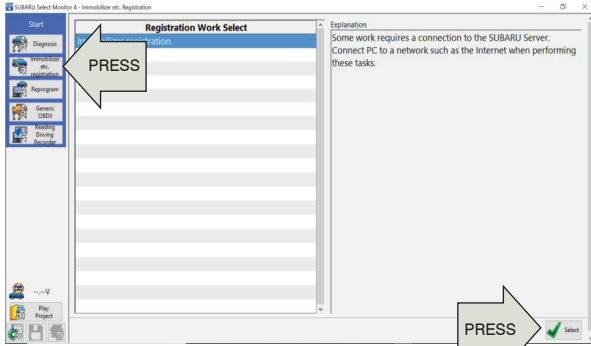 SUBARU Select Monitor 4 - Immobilizer etc. Registration
Start
Diagnosis
Immobilizer
etc.
registration
Reprogram
Generic
OBDII
Reading
Driving
Recorder
--.--V
Play
Project
Registration Work Select
registration
PRESS
Explanation
Some work requires a connection to the SUBARU Server.
Connect PC to a network such as the Internet when performing
these tasks.
PRESS
Select